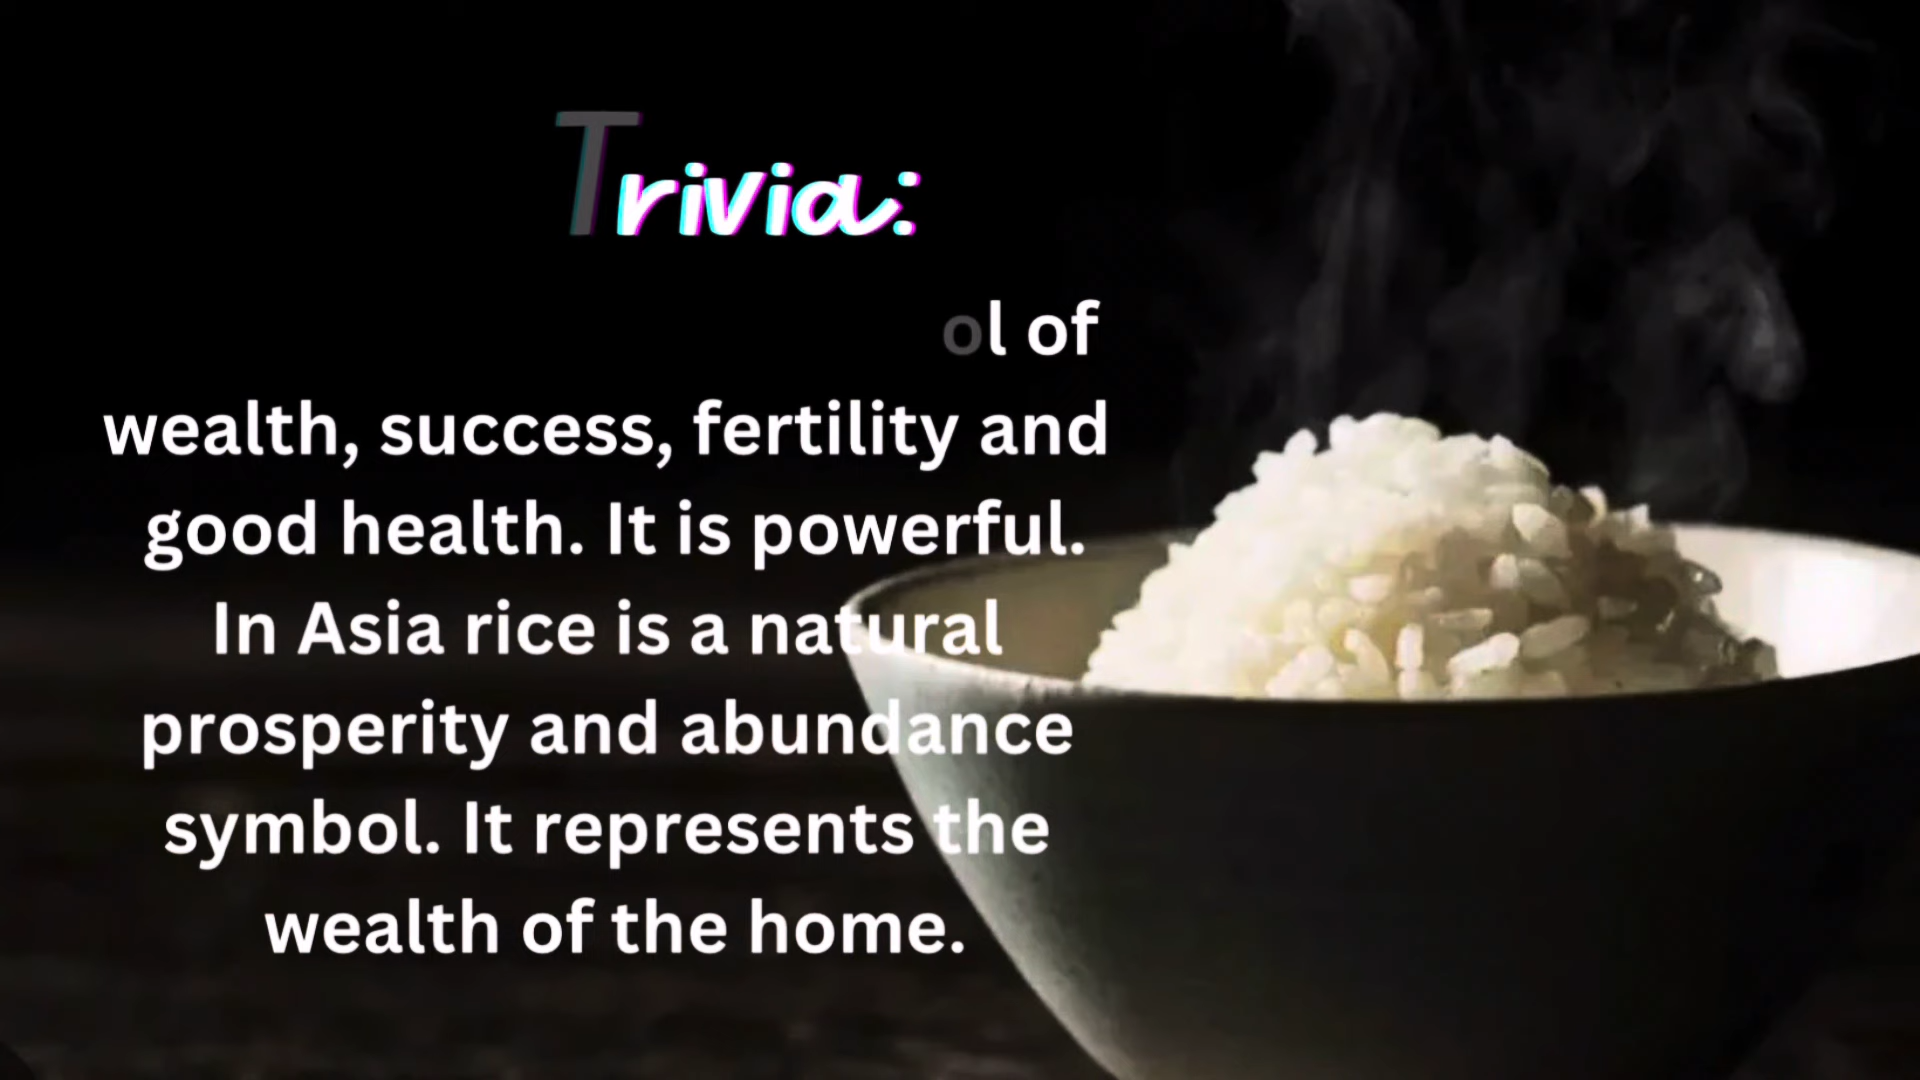 Trivia:
ol of
wealth, success, fertility and
good health. It is powerful.
In Asia rice is a natural
prosperity and abundance
symbol. It represents the
wealth of the home.